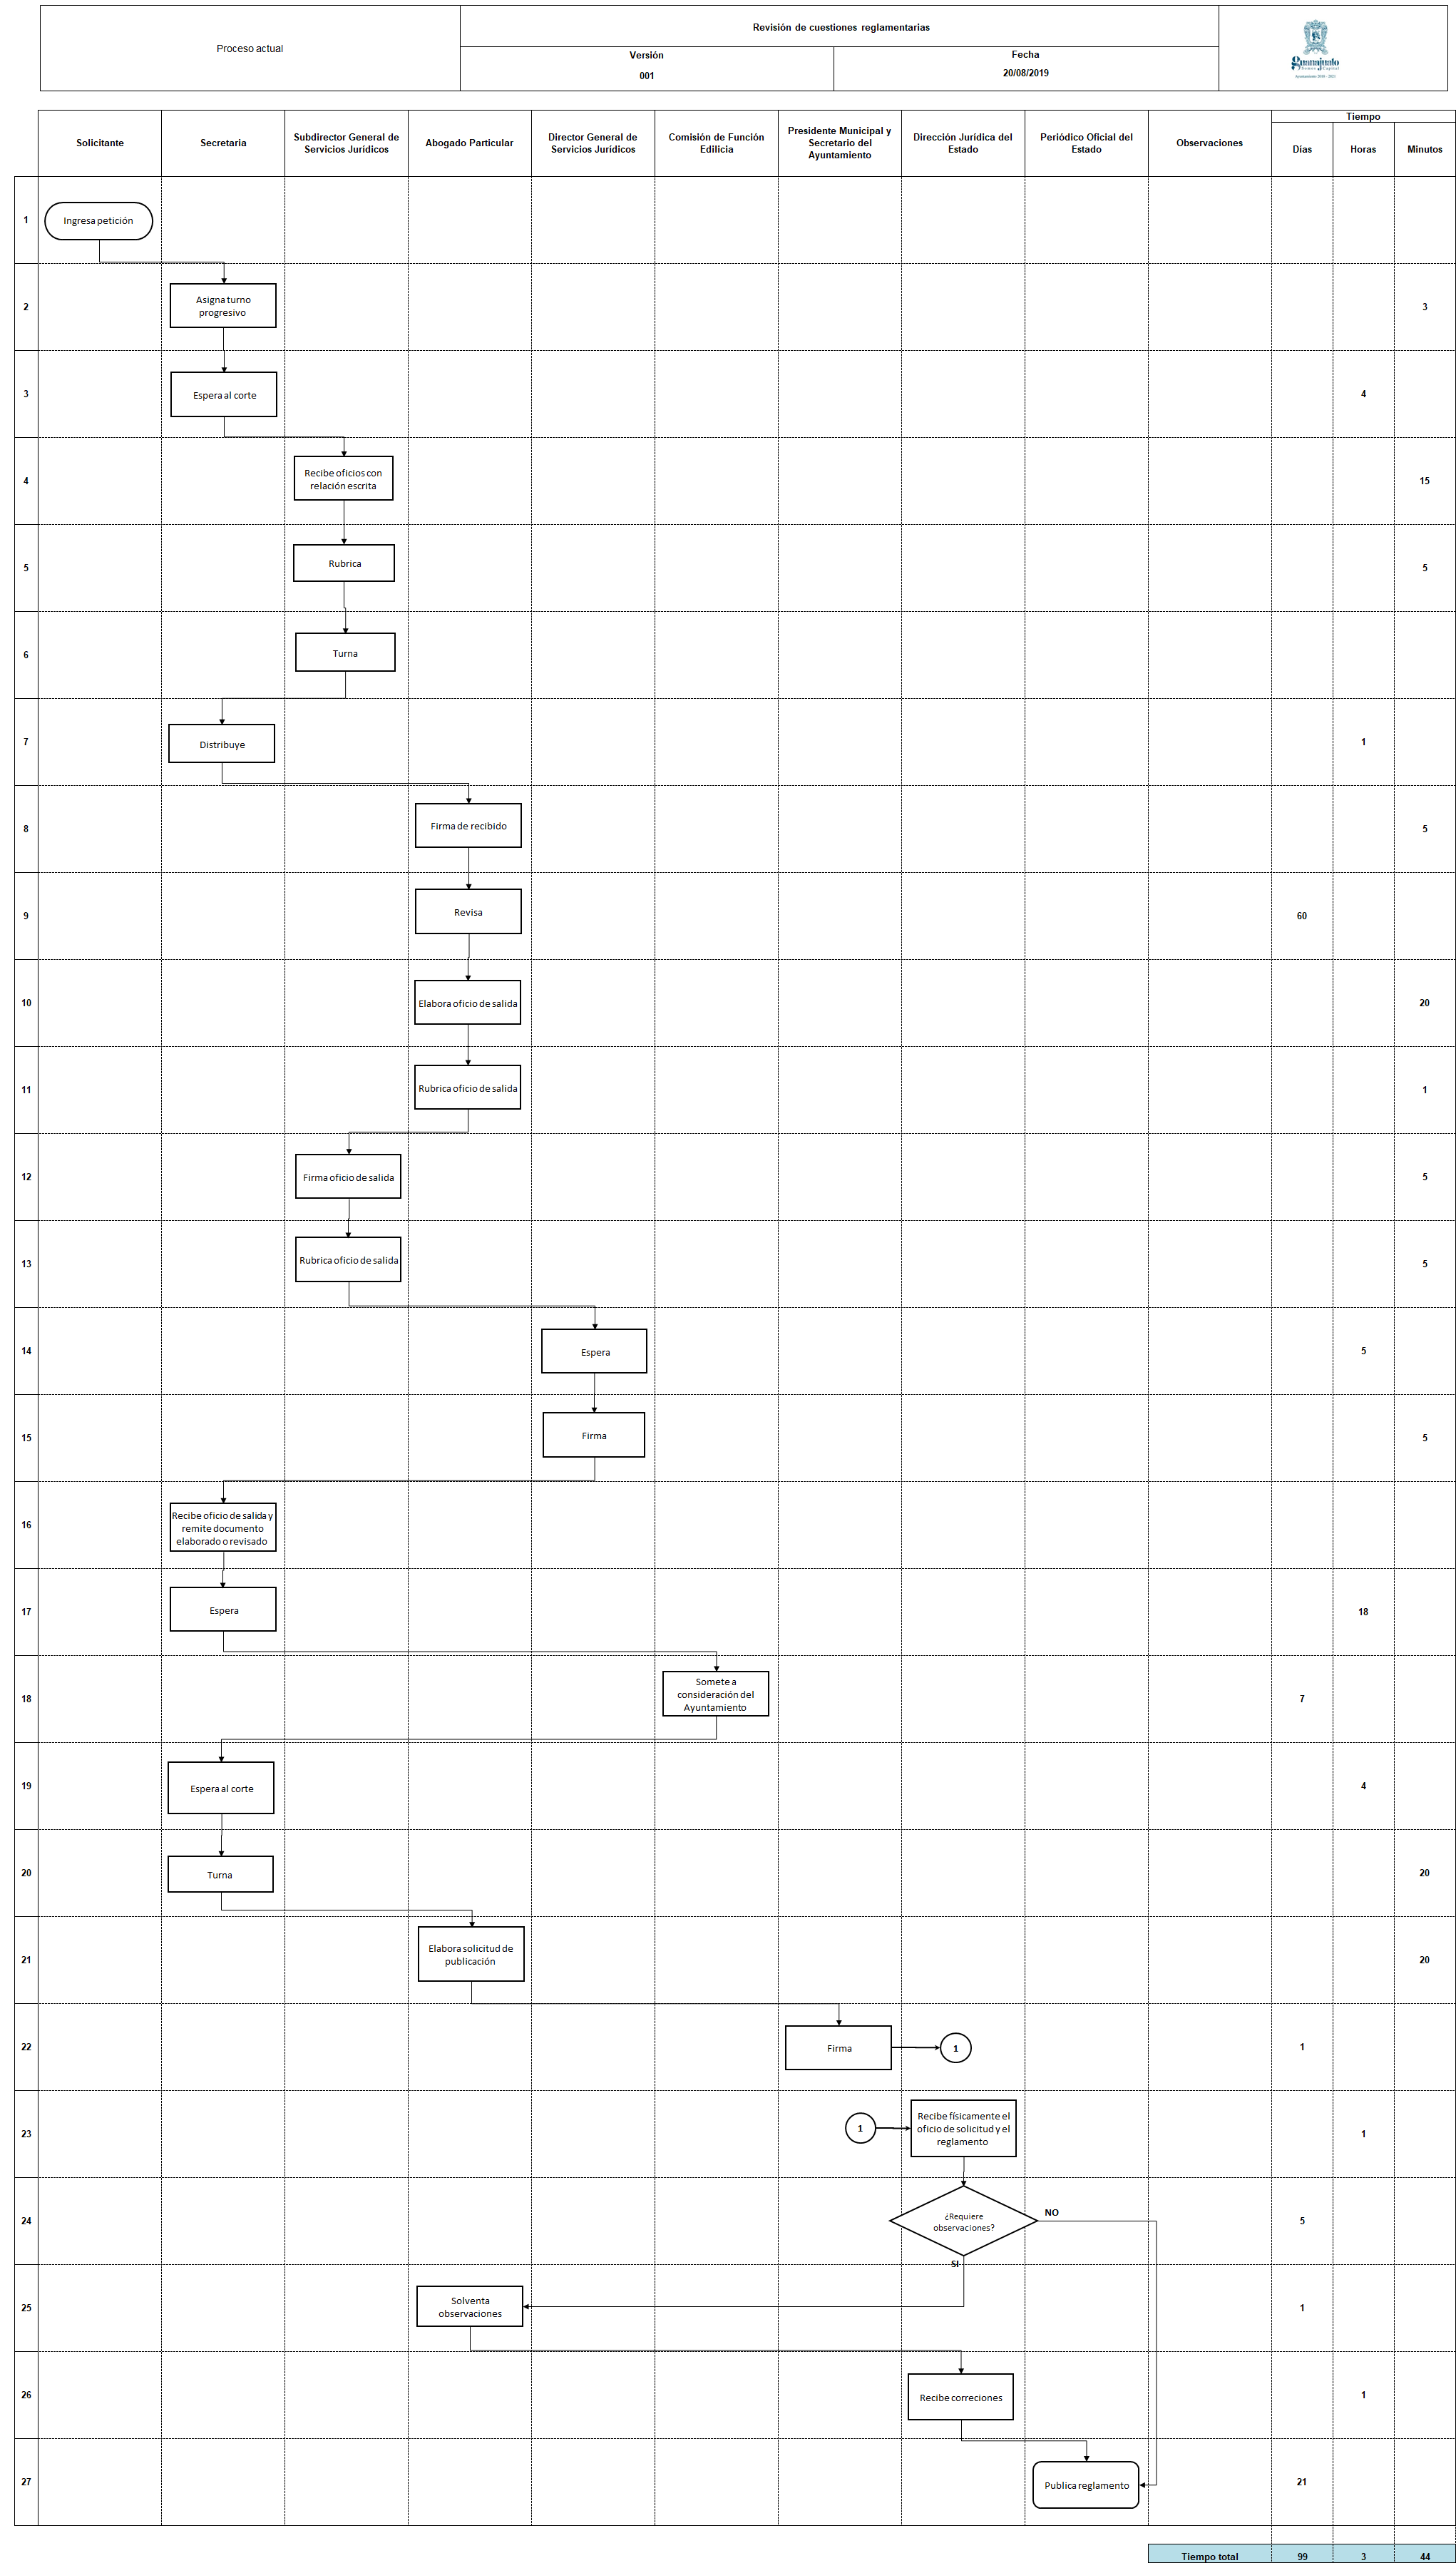 Proceso actual
Revisión de cuestiones reglamentarias
Versión
001
Fecha
20/08/2019
Guanajuato
Somos Capital
Ayuntamiento 2018 - 2021
Solicitante
Secretaria
Subdirector General de
Servicios Jurídicos
Abogado Particular
Director General de
Servicios Jurídicos
Comisión de Función
Edilicia
Presidente Municipal y
Secretario del
Ayuntamiento
Dirección Jurídica del
Estado
Periódico Oficial del
Estado
Observaciones
Tiempo
Días
Horas
Minutos
1
Ingresa petición
2
Asigna turno
progresivo
3
3
Espera al corte
4
4
Recibe oficios con
relación escrita
15
5
Rubrica
5
6
Turna
7
Distribuye
1
8
Firma de recibido
5
9
Revisa
60
10
Elabora oficio de salida
20
11
Rubrica oficio de salida
1
12
Firma oficio de salida
5
13
Rubrica oficio de salida
5
14
Espera
5
15
Firma
5
16
Recibe oficio de salida y
remite documento
elaborado o revisado
17
Espera
18
18
Somete a
consideración del
Ayuntamiento
7
19
Espera al corte
4
20
Turna
20
21
Elabora solicitud de
publicación
20
22
Firma
1
1
23
1
Recibe físicamente el
oficio de solicitud y el
reglamento
1
24
¿Requiere
observaciones?
NO
5
SI
25
Solventa
observaciones
1
26
Recibe correciones
1
27
Publica reglamento
21
Tiempo total
99
3
44